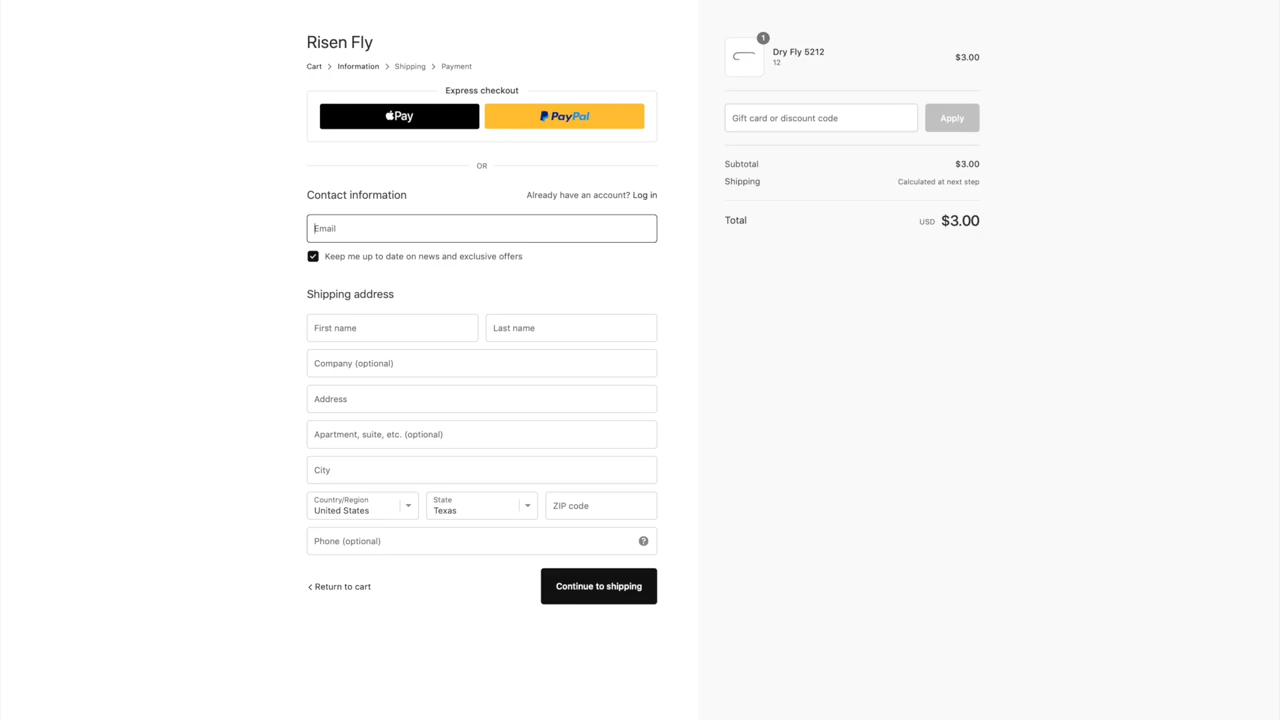 Risen Fly
Cart > Information > Shipping > Payment
Express checkout
Pay
PayPal
OR
Contact information
Already have an account? Log in
Email
Keep me up to date on news and exclusive offers
Shipping address
First name
Last name
Company (optional)
Address
Apartment, suite, etc. (optional)
City
Country/Region
United States
State
Texas
ZIP code
Phone (optional)
?
< Return to cart
Continue to shipping
1
Dry Fly 5212
12
$3.00
Gift card or discount code
Apply
Subtotal
$3.00
Shipping
Calculated at next step
Total
USD $3.00